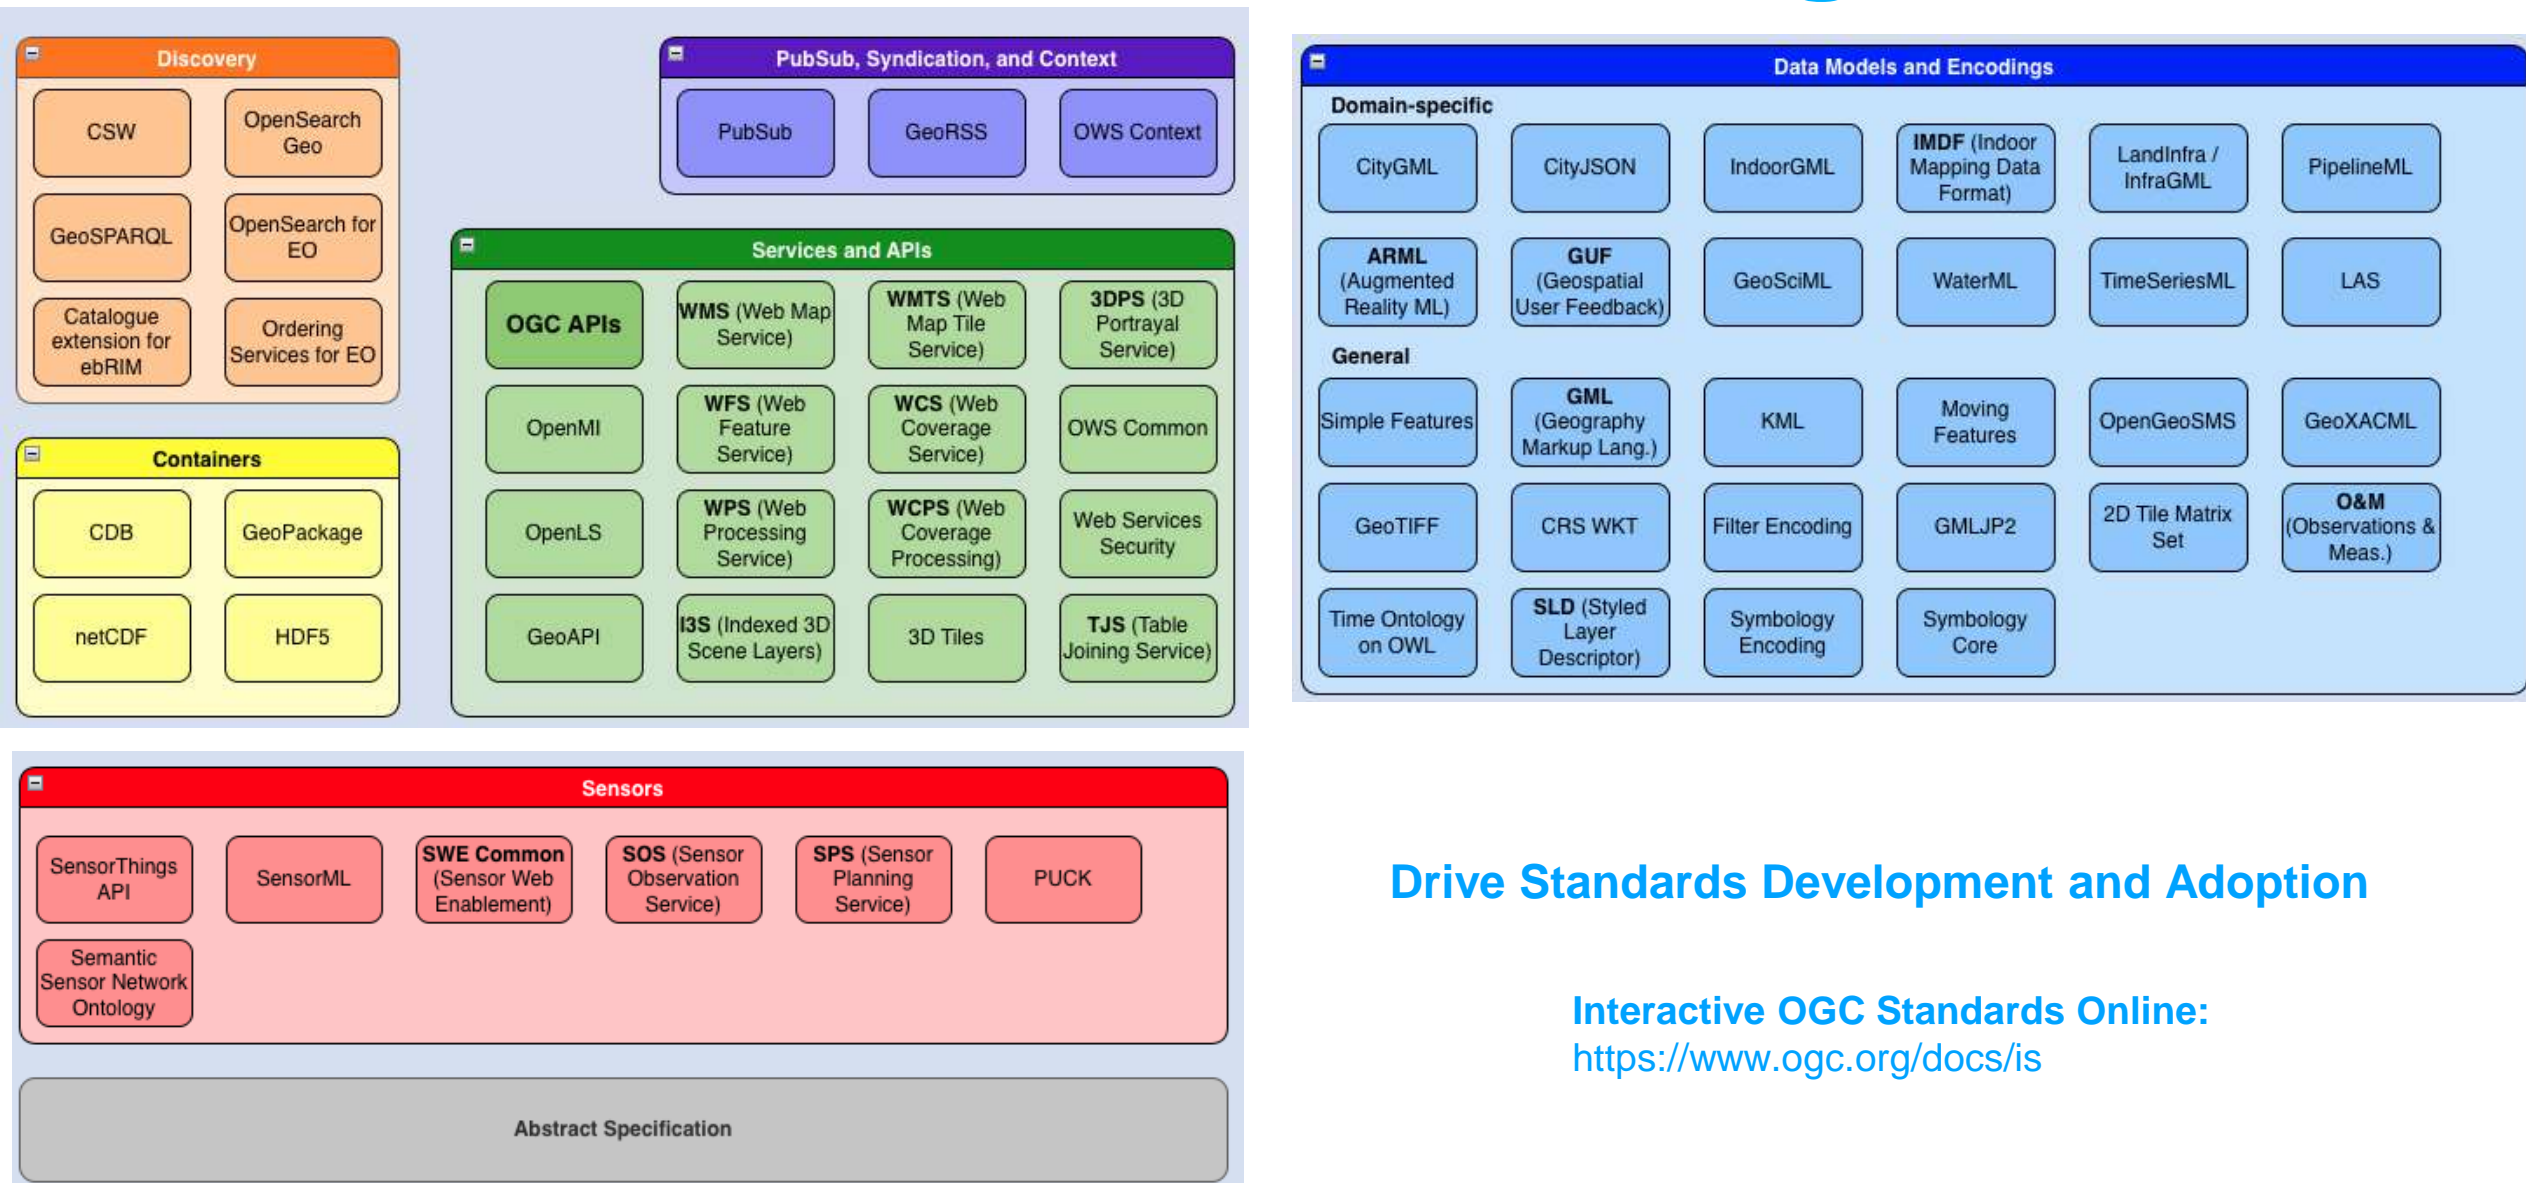 Discovery
CSW
OpenSearch
Geo
GeoSPARQL
OpenSearch for
EO
Catalogue
extension for
ebRIM
Ordering
Services for EO
Containers
CDB
GeoPackage
netCDF
HDF5
PubSub, Syndication, and Context
PubSub
GeoRSS
OWS Context
Services and APIs
OGC APIs
WMS (Web Map
Service)
WMTS (Web
Map Tile
Service)
3DPS (3D
Portrayal
Service)
OpenMI
WFS (Web
Feature
Service)
WCS (Web
Coverage
Service)
OWS Common
OpenLS
WPS (Web
Processing
Service)
WCPS (Web
Coverage
Processing)
Web Services
Security
GeoAPI
I3S (Indexed 3D
Scene Layers)
3D Tiles
TJS (Table
Joining Service)
Data Models and Encodings
Domain-specific
CityGML
CityJSON
IndoorGML
IMDF (Indoor
Mapping Data
Format)
LandInfra /
InfraGML
PipelineML
ARML
(Augmented
Reality ML)
GUF
(Geospatial
User Feedback)
GeoSciML
WaterML
TimeSeriesML
LAS
General
Simple Features
GML
(Geography
Markup Lang.)
KML
Moving
Features
OpenGeoSMS
GeoXACML
GeoTIFF
CRS WKT
Filter Encoding
GMLJP2
2D Tile Matrix
Set
O&M
(Observations &
Meas.)
Time Ontology
on OWL
SLD (Styled
Layer
Descriptor)
Symbology
Encoding
Symbology
Core
Sensors
SensorThings
API
SensorML
SWE Common
(Sensor Web
Enablement)
SOS (Sensor
Observation
Service)
SPS (Sensor
Planning
Service)
PUCK
Semantic
Sensor Network
Ontology
Abstract Specification
Drive Standards Development and Adoption
Interactive OGC Standards Online:
https://www.ogc.org/docs/is